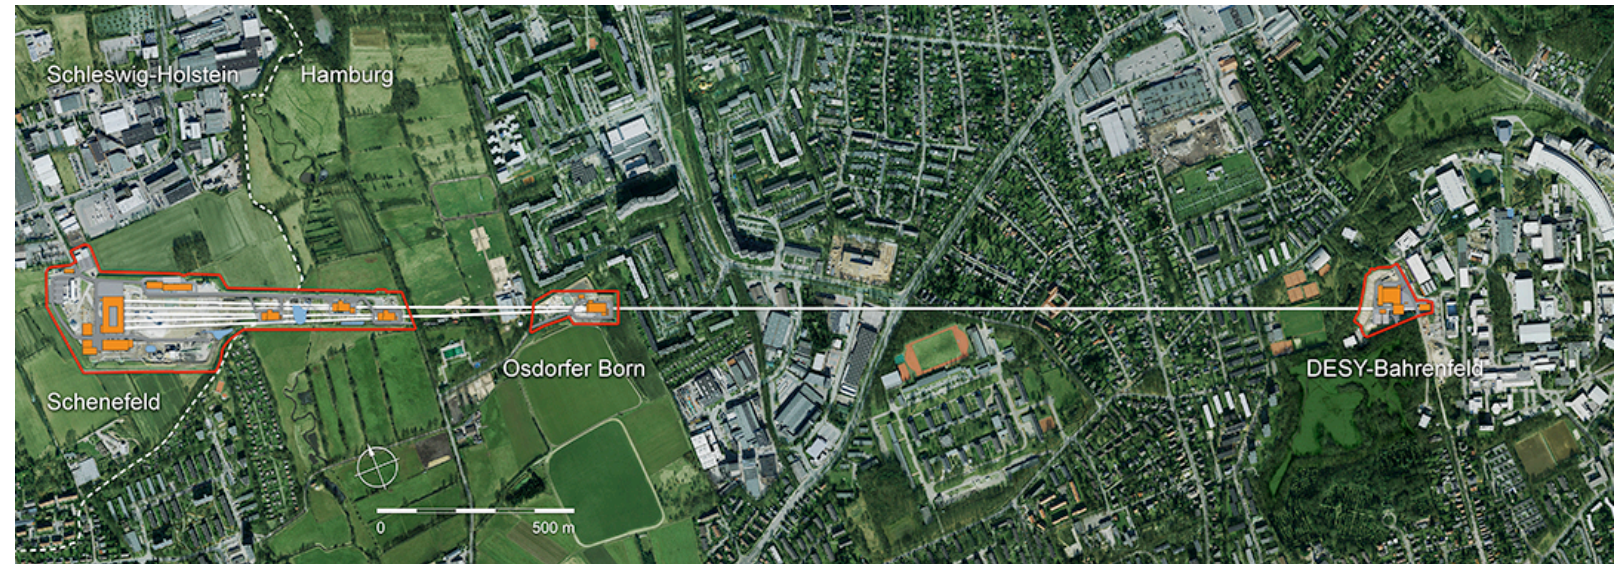 Schleswig-Holstein
Hamburg
Osdorfer Born
DESY-Bahrenfeld
Schenefeld
0
500 m